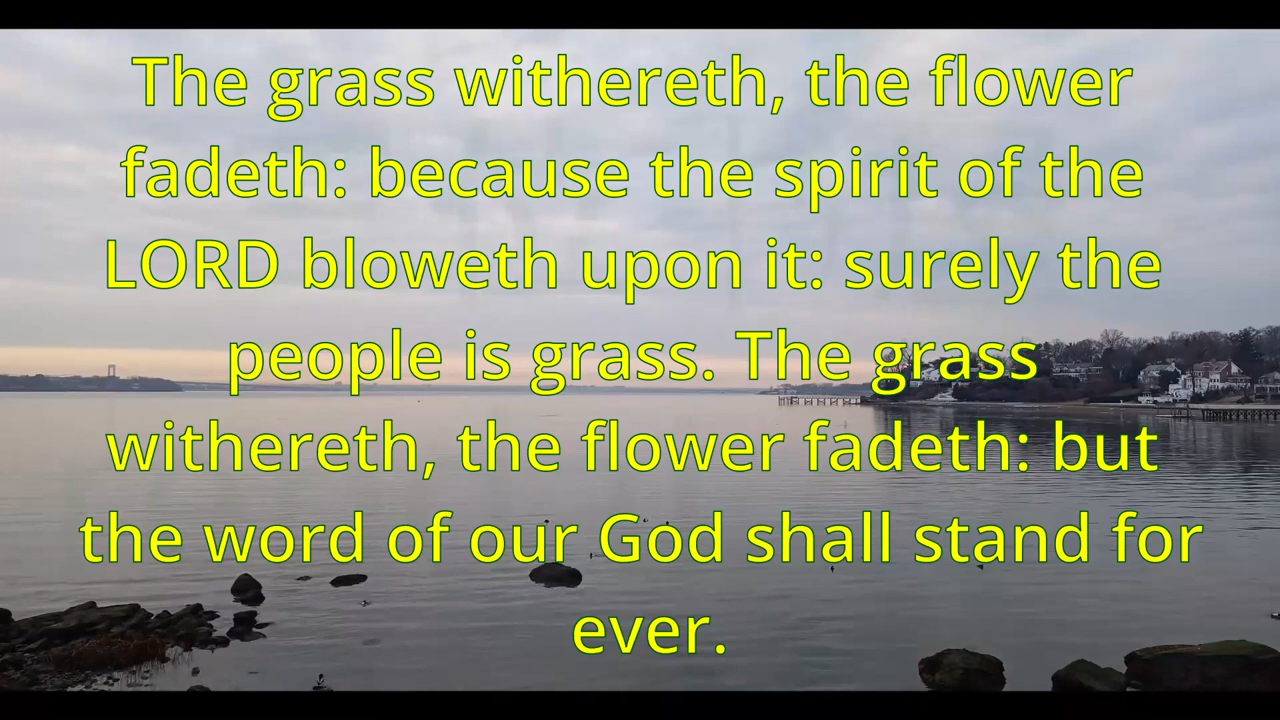 The grass withereth, the flower
fadeth: because the spirit of the
LORD bloweth upon it: surely the
people is grass. The grass
withereth, the flower fadeth: but
the word of our God shall stand for
ever.